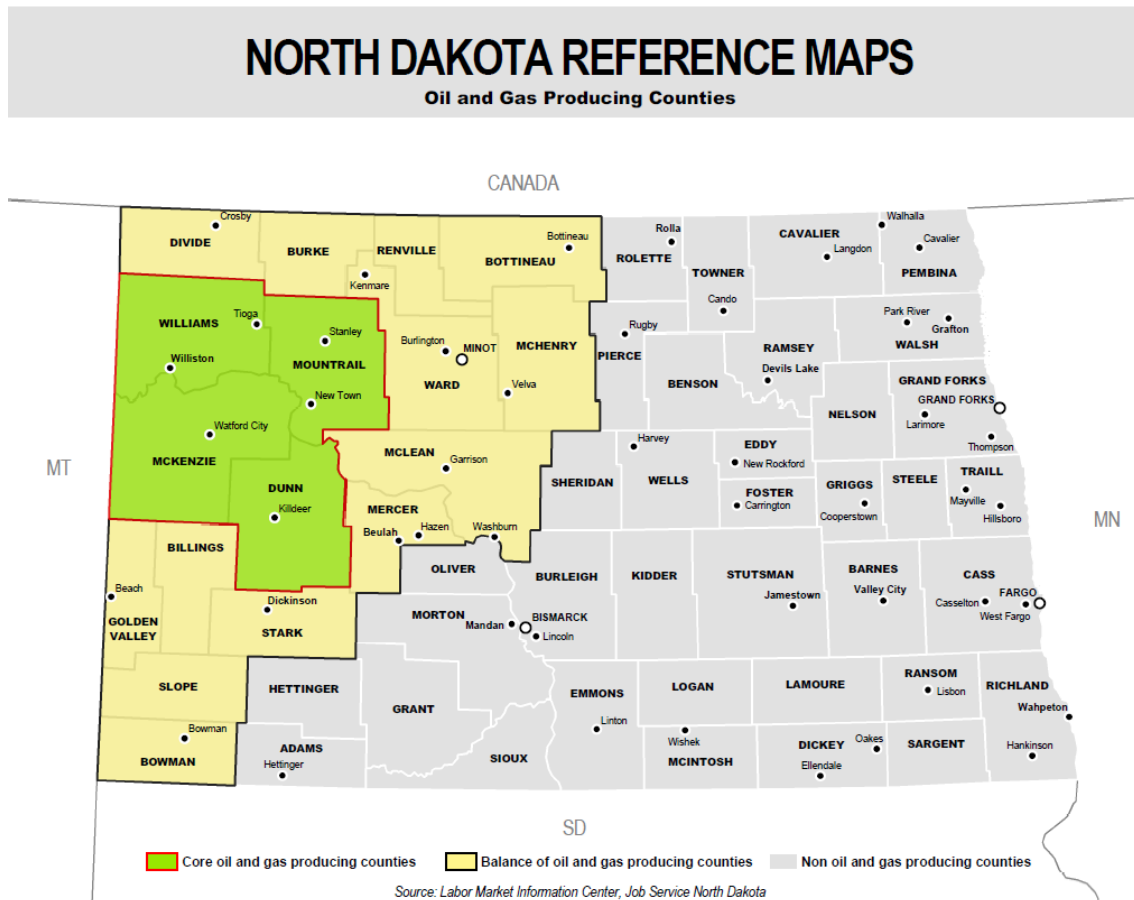 NORTH DAKOTA REFERENCE MAPS
Oil and Gas Producing Counties
CANADA
Crosby
DIVIDE
BURKE
RENVILLE
Bottineau
BOTTINEAU
Kenmare
Rolla
ROLETTE
TOWNER
Cando
CAVALIER
Langdon
Walhalla
Cavalier
PEMBINA
WILLIAMS
Tioga
Williston
Stanley
MOUNTRAIL
New Town
Burlington
MINOT
WARD
MCHENRY
Velva
Rugby
PIERCE
BENSON
RAMSEY
Devils Lake
Park River
Grafton
WALSH
GRAND FORKS
GRAND FORKS
Larimore
Thompson
NELSON
MT
Watford City
MCKENZIE
DUNN
Killdeer
MCLEAN
Garrison
MERCER
Hazen
Beulah
Washburn
SHERIDAN
Harvey
WELLS
EDDY
New Rockford
FOSTER
Carrington
GRIGGS
Cooperstown
STEELE
TRAILL
Mayville
Hillsboro
MN
BILLINGS
Beach
GOLDEN
VALLEY
Dickinson
STARK
OLIVER
MORTON
Mandan
BISMARCK
Lincoln
BURLEIGH
KIDDER
STUTSMAN
Jamestown
BARNES
Valley City
CASS
Casselton
FARGO
West Fargo
SLOPE
Bowman
BOWMAN
HETTINGER
ADAMS
Hettinger
GRANT
SIOUX
EMMONS
Linton
LOGAN
Wishek
MCINTOSH
LAMOURE
DICKEY
Oakes
Ellendale
RANSOM
Lisbon
SARGENT
RICHLAND
Wahpeton
Hankinson
SD
Core oil and gas producing counties
Balance of oil and gas producing counties
Non oil and gas producing counties
Source: Labor Market Information Center, Job Service North Dakota